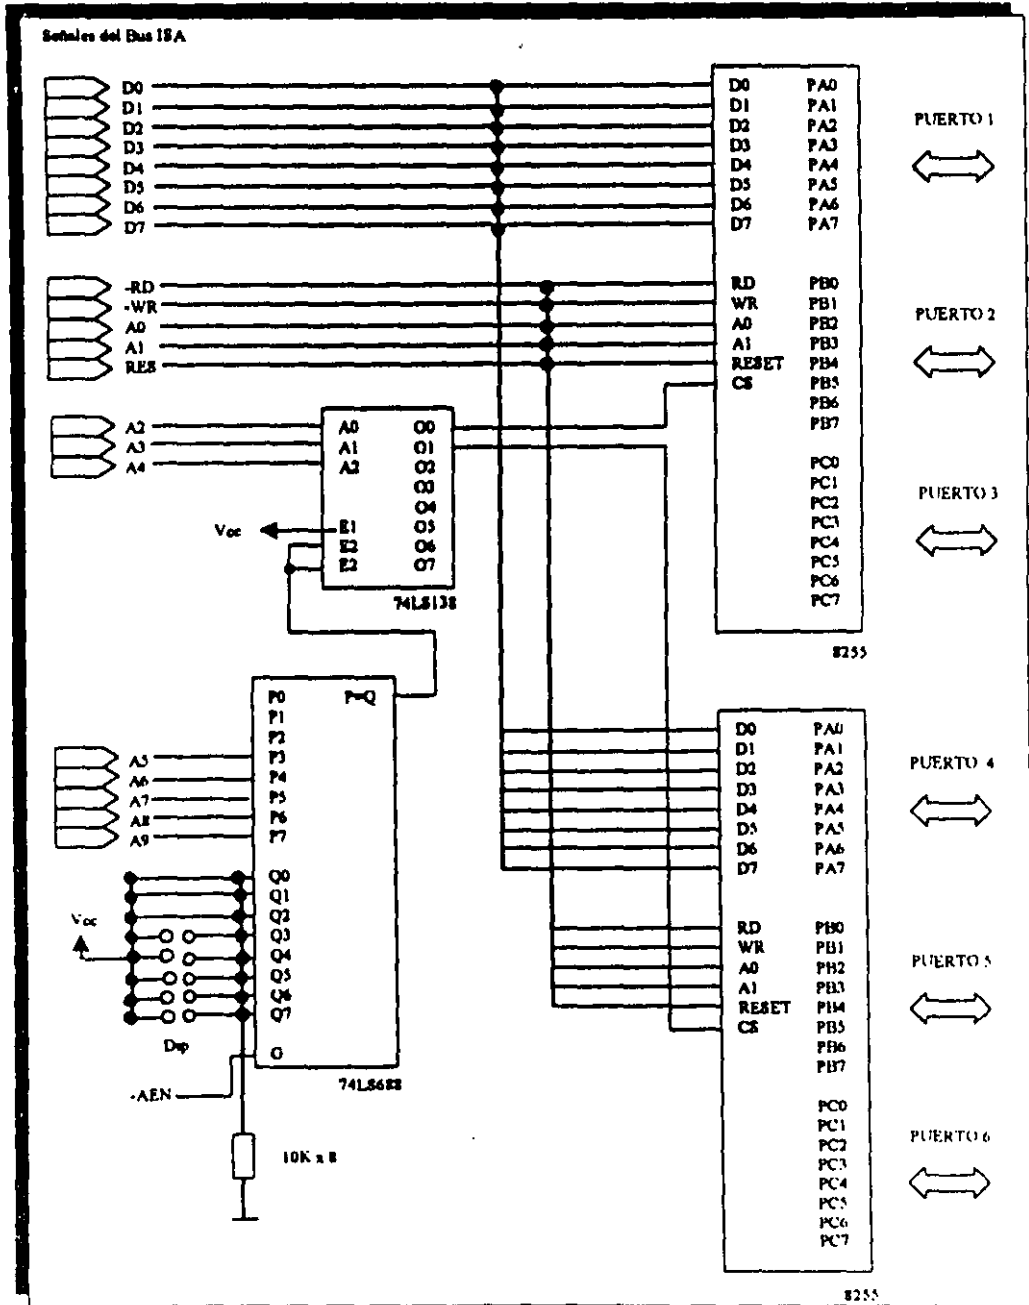 Señales del Bus ISA
D0
D1
D2
D3
D4
D5
D6
D7
-RD
-WR
A0
A1
RES
A2
A3
A4
A0 O0
A1 O1
A2 O2
O3
O4
Vcc E1 O5
E2 O6
E2 O7
74LS138
P0 P=Q
P1
P2
A5 P3
A6 P4
A7 P5
A8 P6
A9 P7
Q0
Q1
Q2
Vcc
Q3
Q4
Q5
Q6
Q7
Dip
G
-AEN
74LS688
10K x 8
D0 PA0
D1 PA1
D2 PA2
D3 PA3
D4 PA4
D5 PA5
D6 PA6
D7 PA7
PUERTO 1
RD PB0
WR PB1
A0 PB2
A1 PB3
RESET PB4
CS PB5
PB6
PB7
PUERTO 2
PC0
PC1
PC2
PC3
PC4
PC5
PC6
PC7
PUERTO 3
8255
D0 PA0
D1 PA1
D2 PA2
D3 PA3
D4 PA4
D5 PA5
D6 PA6
D7 PA7
PUERTO 4
RD PB0
WR PB1
A0 PB2
A1 PB3
RESET PB4
CS PB5
PB6
PB7
PUERTO 5
PC0
PC1
PC2
PC3
PC4
PC5
PC6
PC7
PUERTO 6
8255